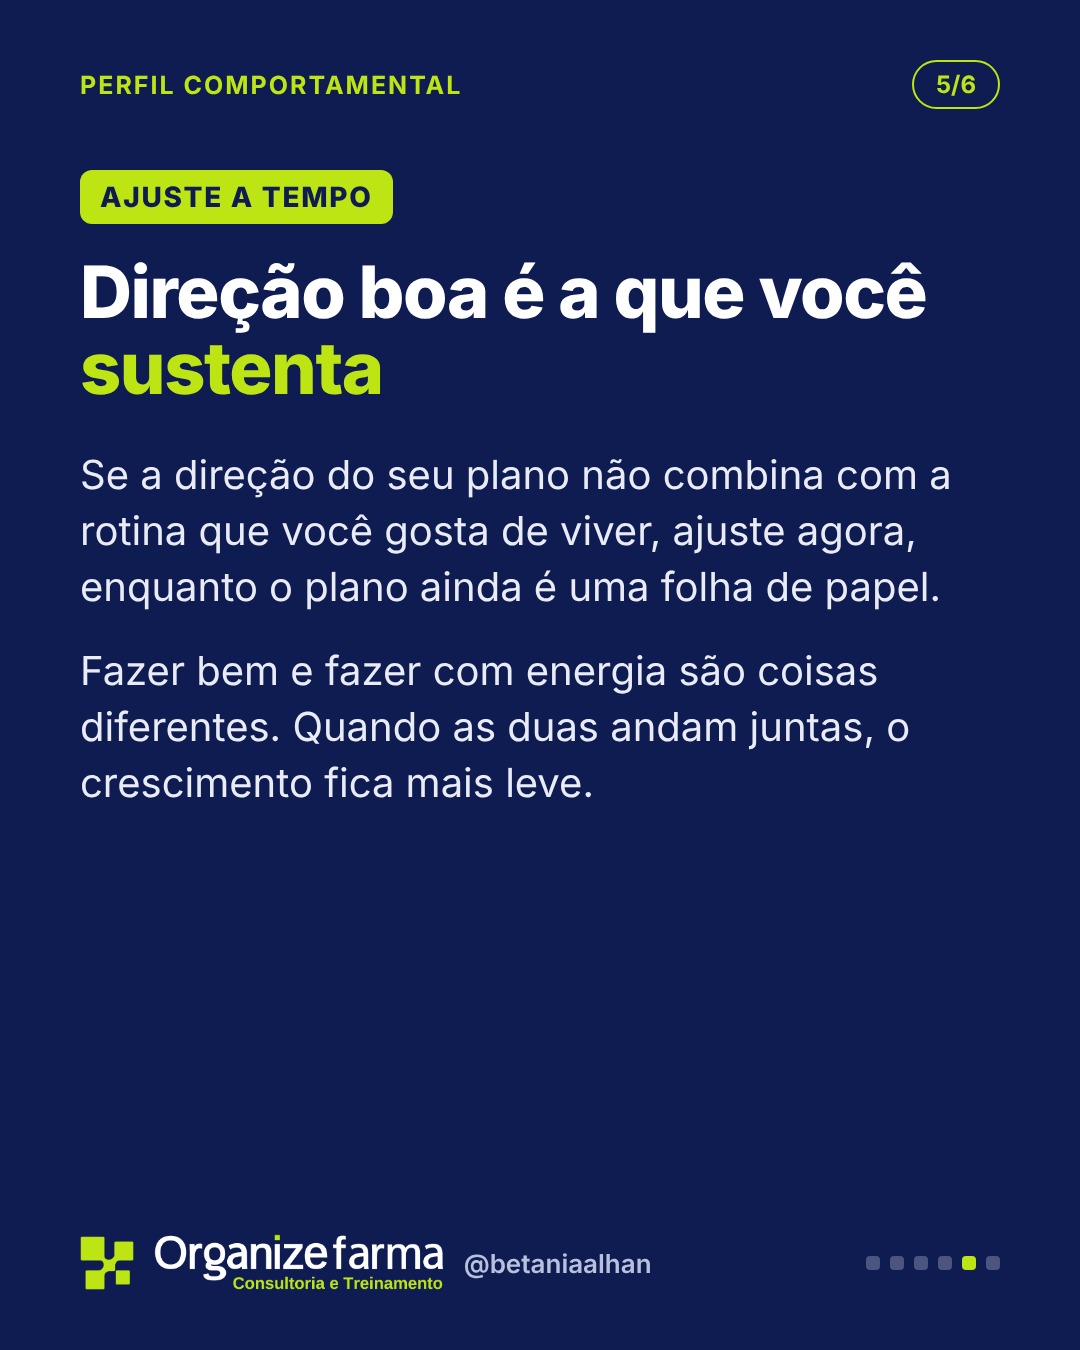 PERFIL COMPORTAMENTAL
5/6
AJUSTE A TEMPO
Direção boa é a que você
sustenta
Se a direção do seu plano não combina com a
rotina que você gosta de viver, ajuste agora,
enquanto o plano ainda é uma folha de papel.
Fazer bem e fazer com energia são coisas
diferentes. Quando as duas andam juntas, o
crescimento fica mais leve.
Organizefarma
Consultoria e Treinamento
@betaniaalhan